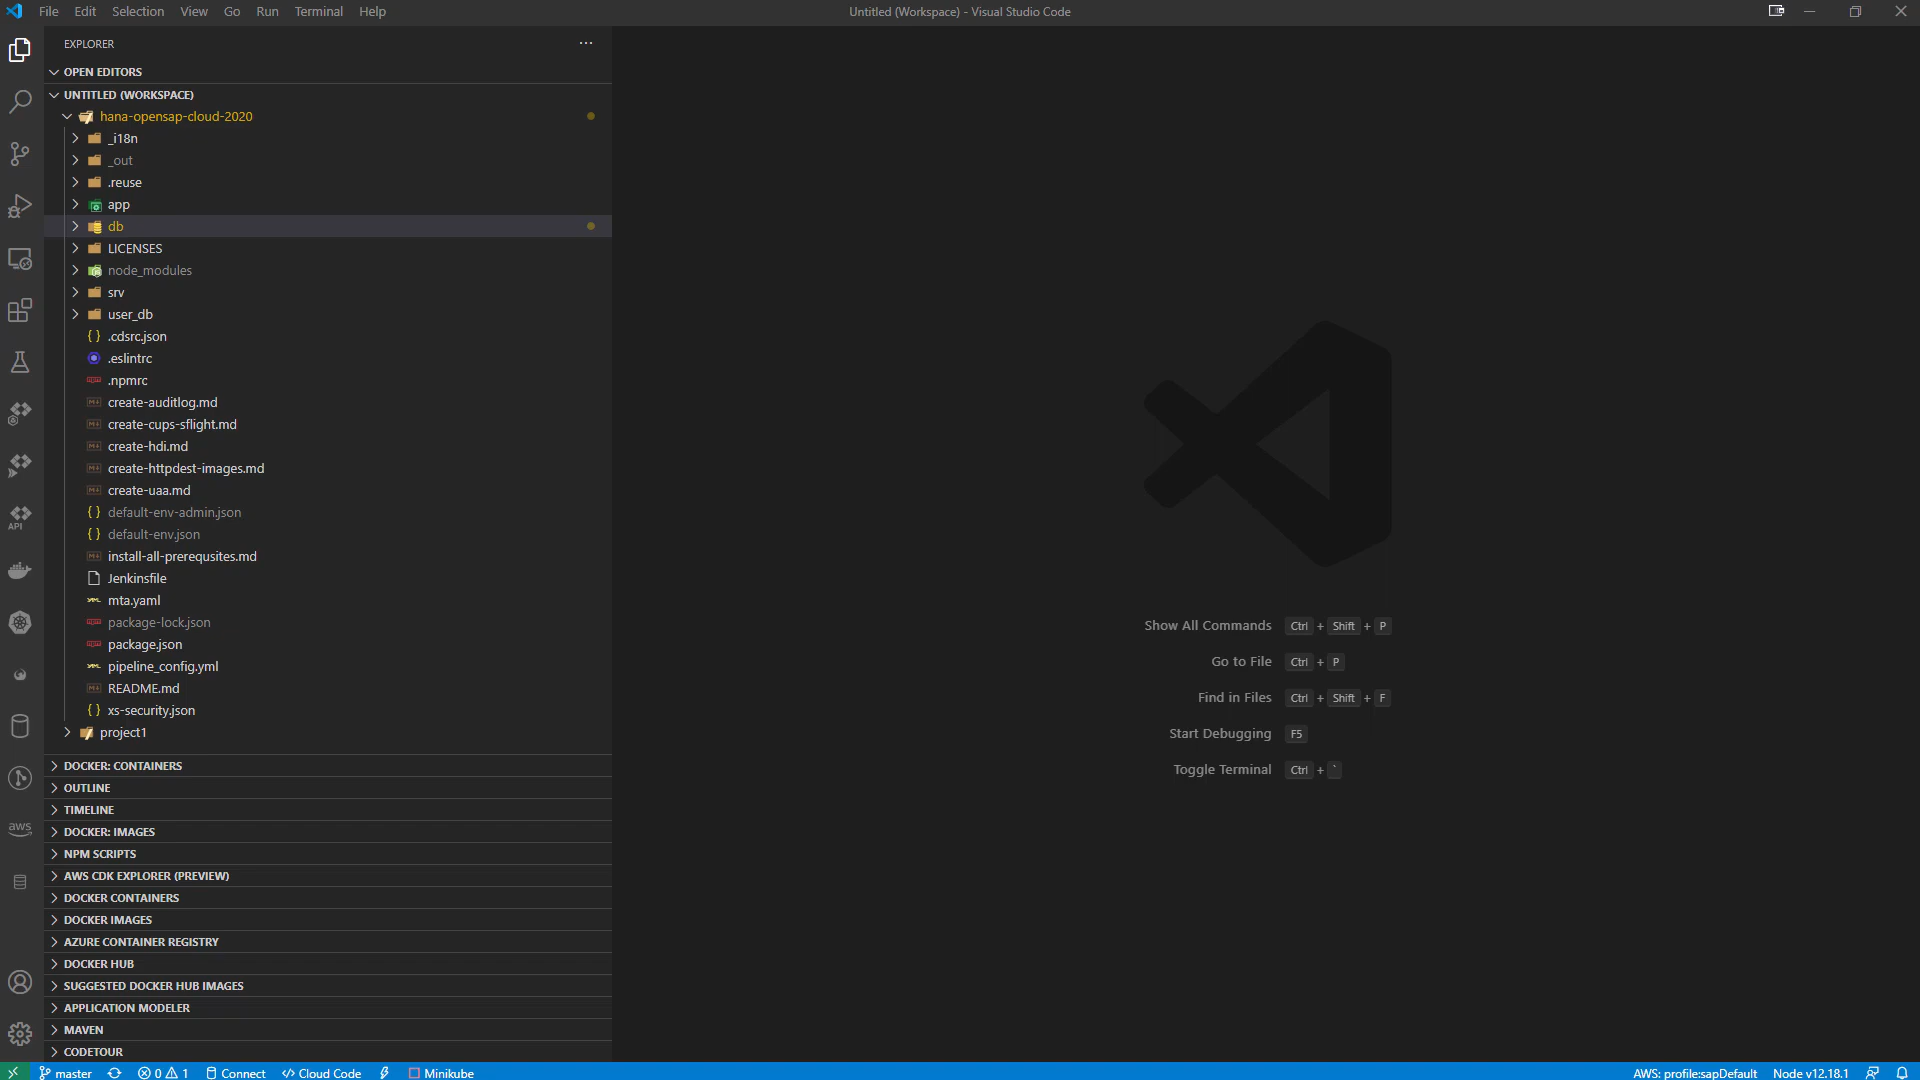 File Edit Selection View Go Run Terminal Help
Untitled (Workspace) - Visual Studio Code
EXPLORER
OPEN EDITORS
UNTITLED (WORKSPACE)
hana-opensap-cloud-2020
_i18n
_out
.reuse
app
db
LICENSES
node_modules
srv
user_db
.cdsrc.json
.eslintrc
.npmrc
create-auditlog.md
create-cups-sflight.md
create-hdi.md
create-httpdest-images.md
create-uaa.md
default-env-admin.json
default-env.json
install-all-prerequsites.md
Jenkinsfile
mta.yaml
package-lock.json
package.json
pipeline_config.yml
README.md
xs-security.json
project1
DOCKER: CONTAINERS
OUTLINE
TIMELINE
DOCKER: IMAGES
NPM SCRIPTS
AWS CDK EXPLORER (PREVIEW)
DOCKER CONTAINERS
DOCKER IMAGES
AZURE CONTAINER REGISTRY
DOCKER HUB
SUGGESTED DOCKER HUB IMAGES
APPLICATION MODELER
MAVEN
CODETOUR
API
aws
Show All Commands Ctrl + Shift + P
Go to File Ctrl + P
Find in Files Ctrl + Shift + F
Start Debugging F5
Toggle Terminal Ctrl + `
master 0 1 Connect </> Cloud Code Minikube
AWS: profile:sapDefault Node v12.18.1